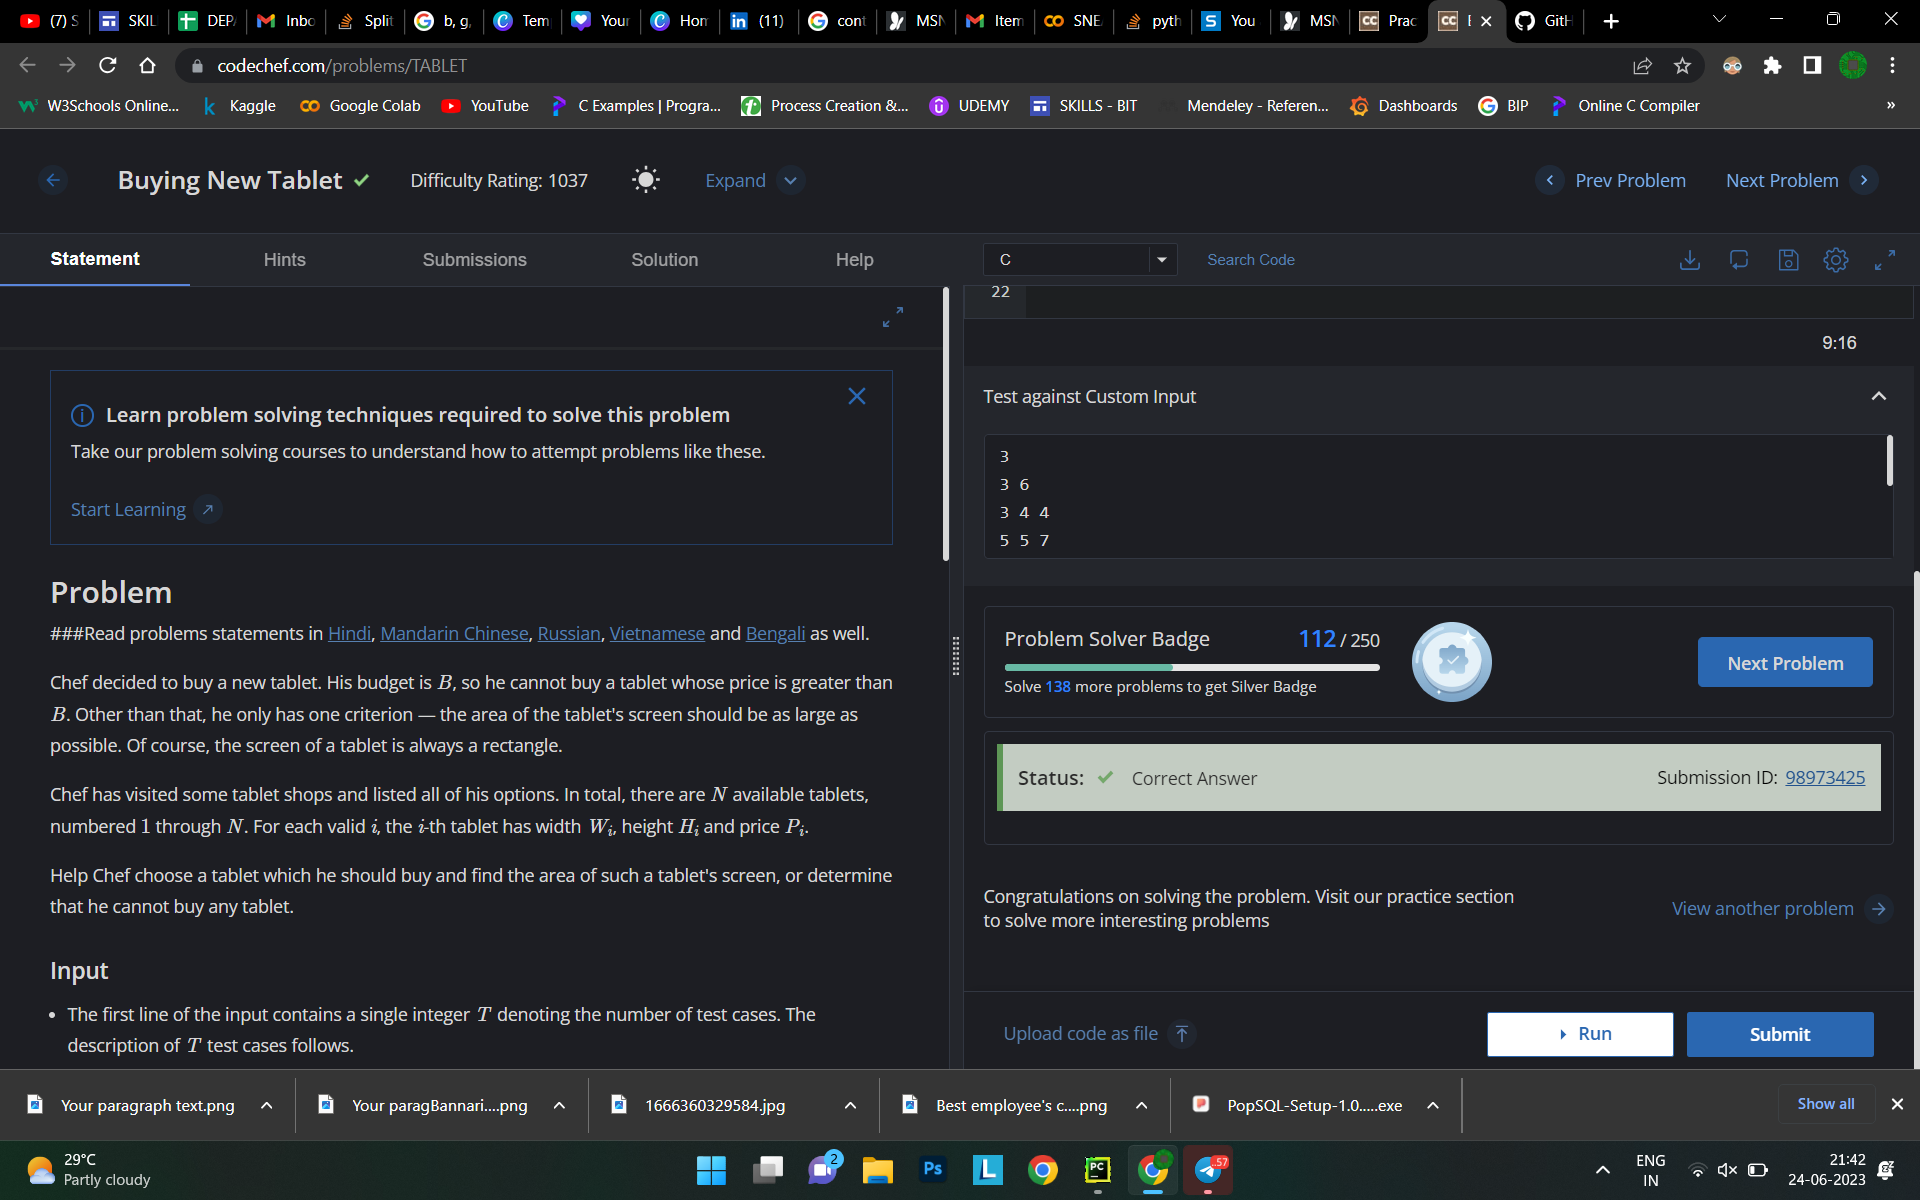 (7) S
SKIL
DEPA
Inbo
Split
b, g,
Tem
Your
Hom
(11)
cont
MSN
Item
SNEA
pyth
You
MSN
CC Prac
CC
GitH
codechef.com/problems/TABLET
W3Schools Online...
Kaggle
Google Colab
YouTube
C Examples | Progra...
Process Creation &...
UDEMY
SKILLS - BIT
Mendeley - Referen...
Dashboards
BIP
Online C Compiler
»
Buying New Tablet
Difficulty Rating: 1037
Expand
Prev Problem
Next Problem
Statement
Hints
Submissions
Solution
Help
C
Search Code
22
9:16
Learn problem solving techniques required to solve this problem
Take our problem solving courses to understand how to attempt problems like these.
Start Learning
Problem
###Read problems statements in Hindi, Mandarin Chinese, Russian, Vietnamese and Bengali as well.
Chef decided to buy a new tablet. His budget is B, so he cannot buy a tablet whose price is greater than
B. Other than that, he only has one criterion — the area of the tablet's screen should be as large as
possible. Of course, the screen of a tablet is always a rectangle.
Chef has visited some tablet shops and listed all of his options. In total, there are N available tablets,
numbered 1 through N. For each valid i, the i-th tablet has width Wi, height Hi and price Pi.
Help Chef choose a tablet which he should buy and find the area of such a tablet's screen, or determine
that he cannot buy any tablet.
Input
• The first line of the input contains a single integer T denoting the number of test cases. The
description of T test cases follows.
Test against Custom Input
3
3 6
3 4 4
5 5 7
Problem Solver Badge
112 / 250
Solve 138 more problems to get Silver Badge
Next Problem
Status:
Correct Answer
Submission ID: 98973425
Congratulations on solving the problem. Visit our practice section
to solve more interesting problems
View another problem
Upload code as file
Run
Submit
Your paragraph text.png
Your paragBannari....png
1666360329584.jpg
Best employee's c....png
PopSQL-Setup-1.0.....exe
Show all
29°C
Partly cloudy
2
Ps
L
PC
57
ENG
IN
21:42
24-06-2023